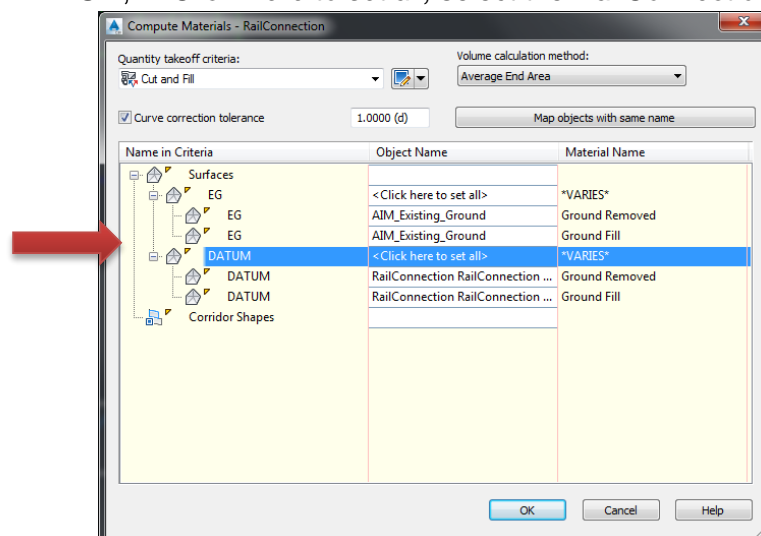 Compute Materials - RailConnection
Quantity takeoff criteria:
Volume calculation method:
Cut and Fill
Average End Area
Curve correction tolerance
1.0000 (d)
Map objects with same name
Name in Criteria Object Name Material Name
Surfaces
EG <Click here to set all> *VARIES*
EG AIM_Existing_Ground Ground Removed
EG AIM_Existing_Ground Ground Fill
DATUM <Click here to set all> *VARIES*
DATUM RailConnection RailConnection ... Ground Removed
DATUM RailConnection RailConnection ... Ground Fill
Corridor Shapes
OK Cancel Help